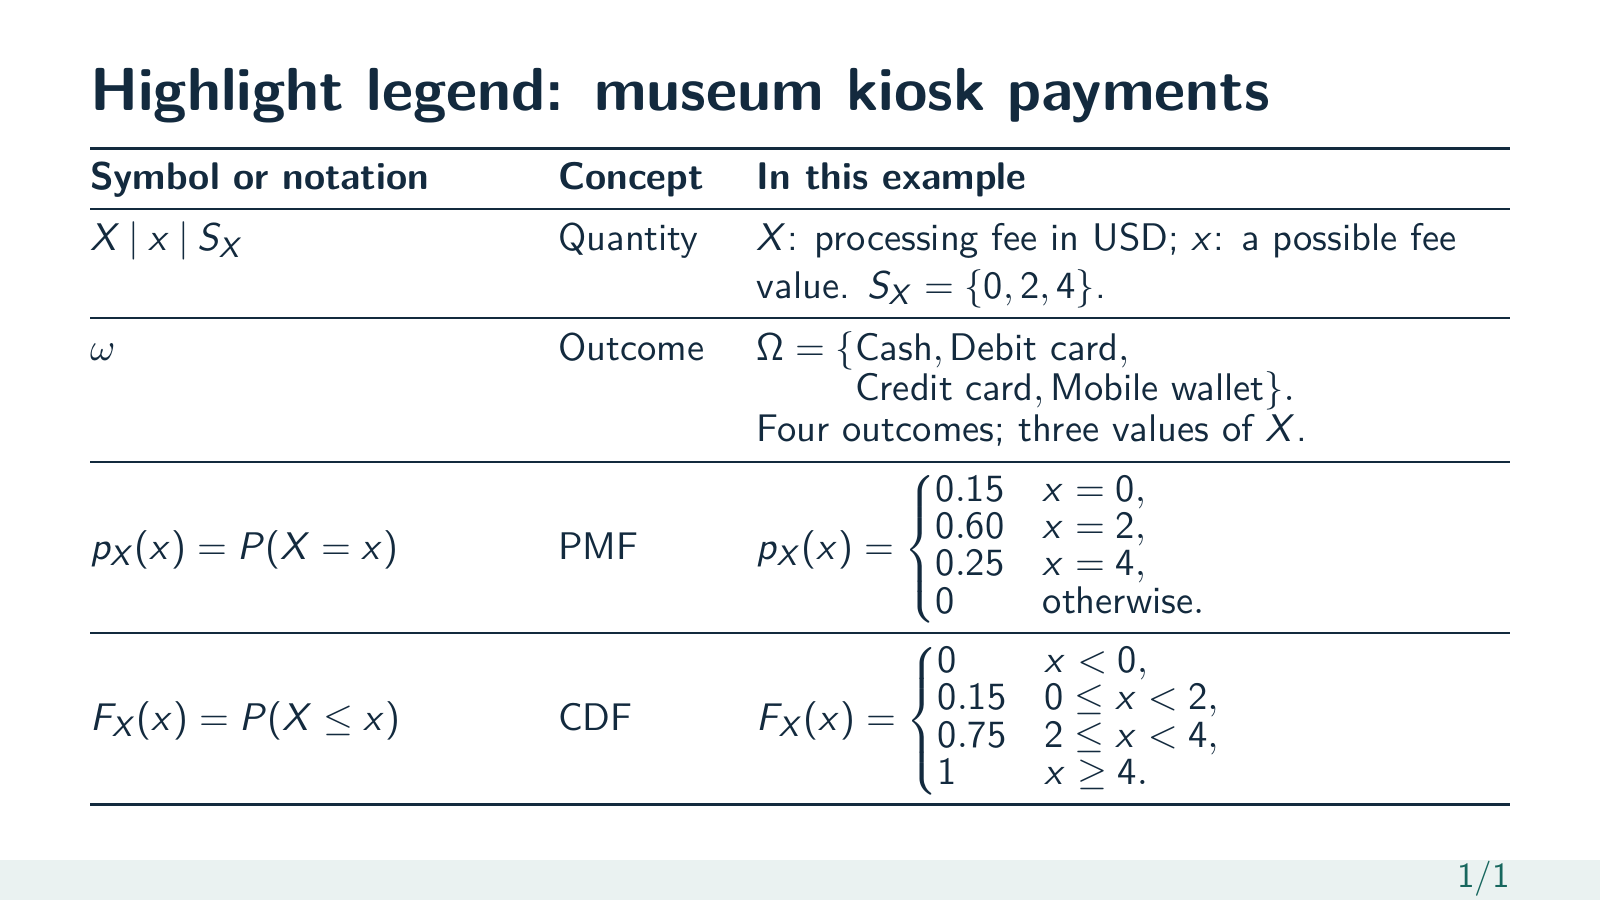 Highlight legend: museum kiosk payments
Symbol or notation Concept In this example
X | x | S_X Quantity X: processing fee in USD; x: a possible fee
value. S_X = {0, 2, 4}.
ω Outcome Ω = {Cash, Debit card,
Credit card, Mobile wallet}.
Four outcomes; three values of X.
p_X(x) = P(X = x) PMF p_X(x) = {
0.15 x = 0,
0.60 x = 2,
0.25 x = 4,
0 otherwise.
F_X(x) = P(X ≤ x) CDF F_X(x) = {
0 x < 0,
0.15 0 ≤ x < 2,
0.75 2 ≤ x < 4,
1 x ≥ 4.
1/1